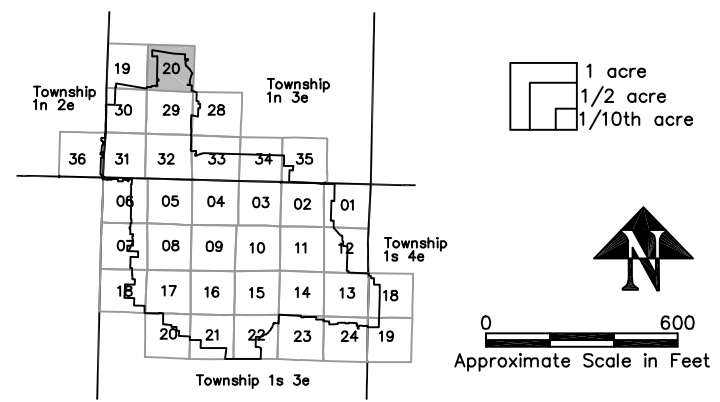 19 20
Township
1n 2e
Township
1n 3e
30 29 28
36 31 32 33 34 35
06 05 04 03 02 01
07 08 09 10 11 12
Township
1s 4e
18 17 16 15 14 13 18
20 21 22 23 24 19
Township 1s 3e
1 acre
1/2 acre
1/10th acre
N
0 600
Approximate Scale in Feet